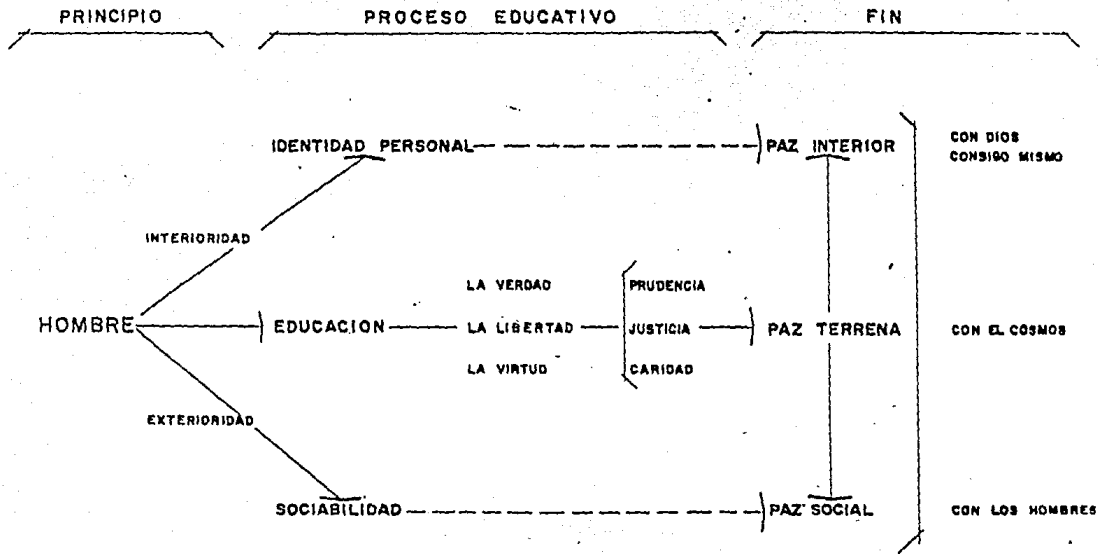 PRINCIPIO PROCESO EDUCATIVO FIN
IDENTIDAD PERSONAL PAZ INTERIOR CON DIOS
CONSIGO MISMO
INTERIORIDAD
LA VERDAD PRUDENCIA
HOMBRE EDUCACION LA LIBERTAD JUSTICIA PAZ TERRENA CON EL COSMOS
LA VIRTUD CARIDAD
EXTERIORIDAD
SOCIABILIDAD PAZ SOCIAL CON LOS HOMBRES